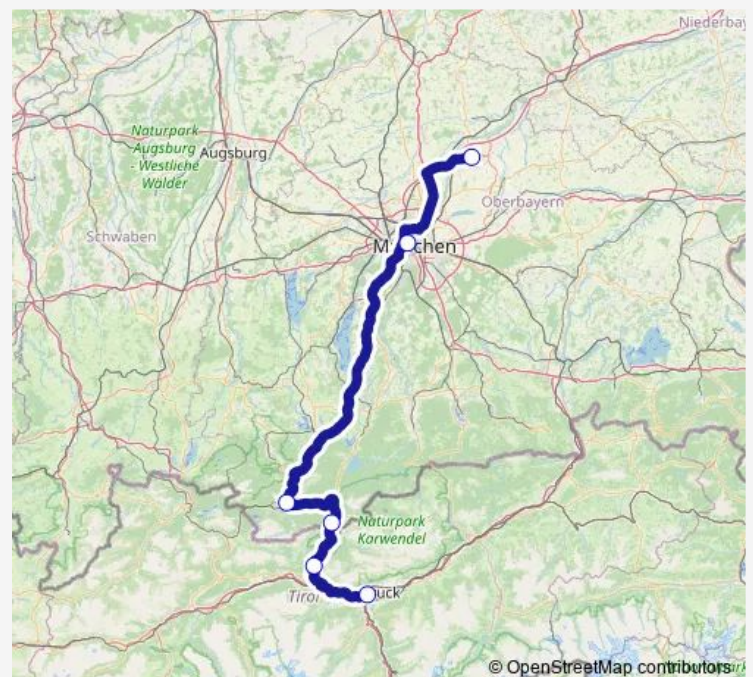 Niederbay
Naturpark
Augsburg
- Westliche
Wälder
Augsburg
Oberbayern
Schwaben
M chen
Naturpark
Karwendel
Tirol
uck
© OpenStreetMap contributors